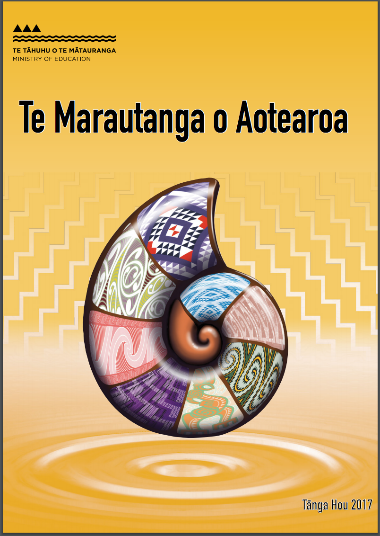 TE TĀHUHU O TE MĀTAURANGA
MINISTRY OF EDUCATION
Te Marautanga o Aotearoa
Tānga Hou 2017